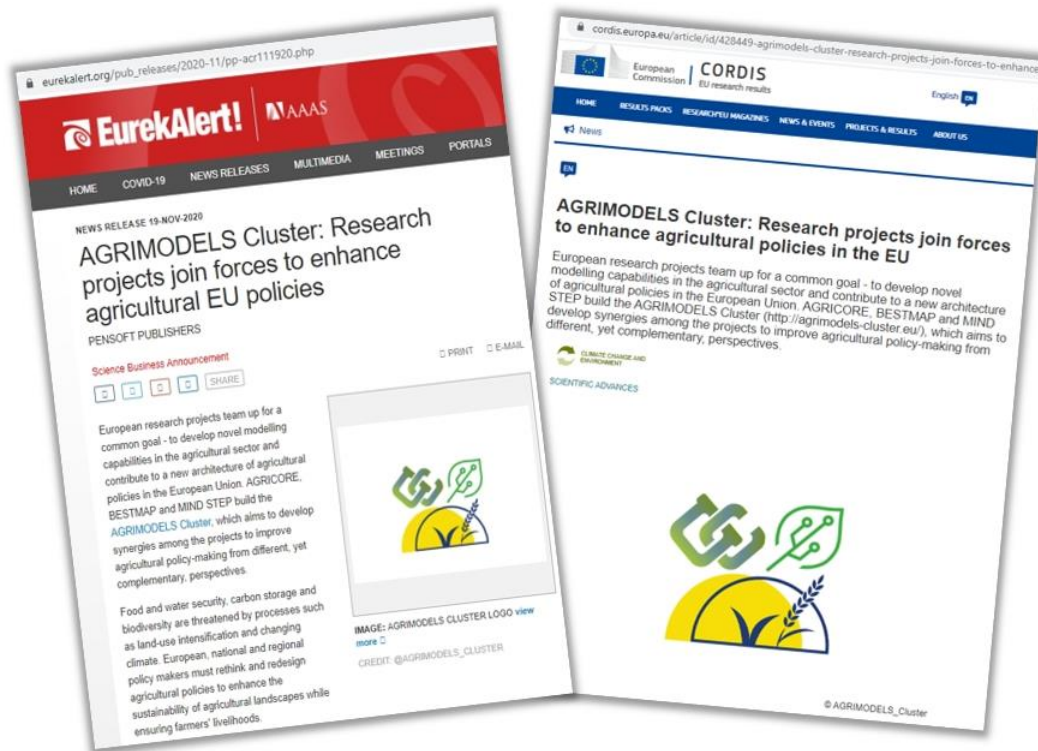 eurekalert.org/pub_releases/2020-11/pp-acr111920.php
EurekAlert! AAAS
HOME COVID-19 NEWS RELEASES MULTIMEDIA MEETINGS PORTALS
NEWS RELEASE 19-NOV-2020
AGRIMODELS Cluster: Research
projects join forces to enhance
agricultural EU policies
PENSOFT PUBLISHERS
Science Business Announcement
PRINT E-MAIL
SHARE
European research projects team up for a
common goal - to develop novel modelling
capabilities in the agricultural sector and
contribute to a new architecture of agricultural
policies in the European Union. AGRICORE,
BESTMAP and MIND STEP build the
AGRIMODELS Cluster, which aims to develop
synergies among the projects to improve
agricultural policy-making from different, yet
complementary, perspectives.
Food and water security, carbon storage and
biodiversity are threatened by processes such
as land-use intensification and changing
climate. European, national and regional
policy makers must rethink and redesign
agricultural policies to enhance the
sustainability of agricultural landscapes while
ensuring farmers' livelihoods.
IMAGE: AGRIMODELS CLUSTER LOGO view
more
CREDIT: @AGRIMODELS_CLUSTER
cordis.europa.eu/article/id/428449-agrimodels-cluster-research-projects-join-forces-to-enhance
European
Commission
CORDIS
EU research results
English EN
HOME RESULTS PACKS RESEARCH*EU MAGAZINES NEWS & EVENTS PROJECTS & RESULTS ABOUT US
News
EN
AGRIMODELS Cluster: Research projects join forces
to enhance agricultural policies in the EU
European research projects team up for a common goal - to develop novel
modelling capabilities in the agricultural sector and contribute to a new architecture
of agricultural policies in the European Union. AGRICORE, BESTMAP and MIND
STEP build the AGRIMODELS Cluster (http://agrimodels-cluster.eu/), which aims to
develop synergies among the projects to improve agricultural policy-making from
different, yet complementary, perspectives.
CLIMATE CHANGE AND
ENVIRONMENT
SCIENTIFIC ADVANCES
© AGRIMODELS_Cluster